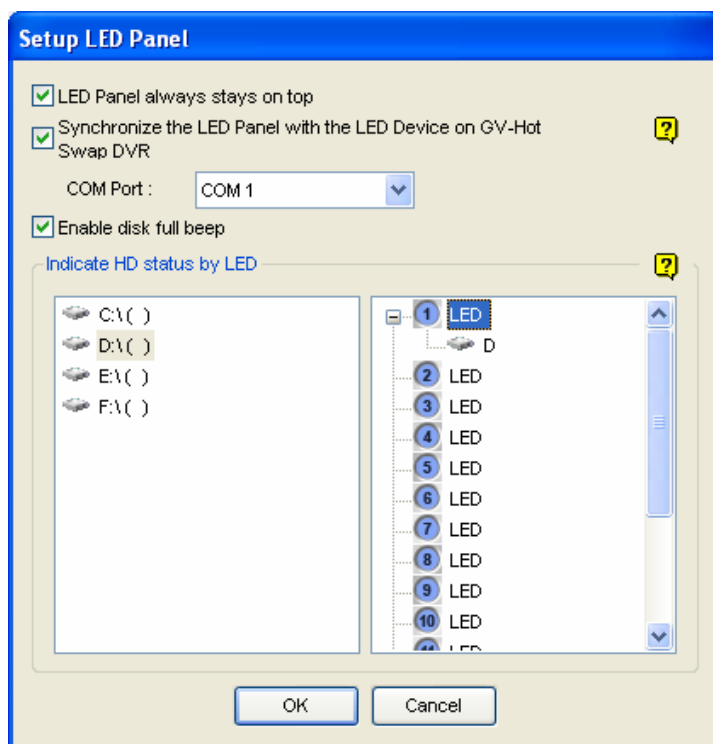 Setup LED Panel
LED Panel always stays on top
Synchronize the LED Panel with the LED Device on GV-Hot
Swap DVR
COM Port :
COM 1
Enable disk full beep
Indicate HD status by LED
C:\ ( )
D:\ ( )
E:\ ( )
F:\ ( )
1 LED
D
2 LED
3 LED
4 LED
5 LED
6 LED
7 LED
8 LED
9 LED
10 LED
11 LED
OK
Cancel